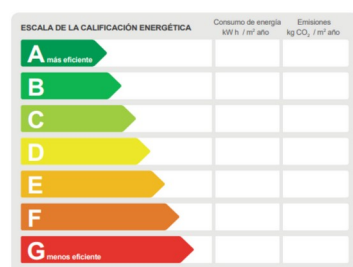 ESCALA DE LA CALIFICACIÓN ENERGÉTICA
Consumo de energía
kW h / m² año
Emisiones
kg CO₂ / m² año
A más eficiente
B
C
D
E
F
G menos eficiente